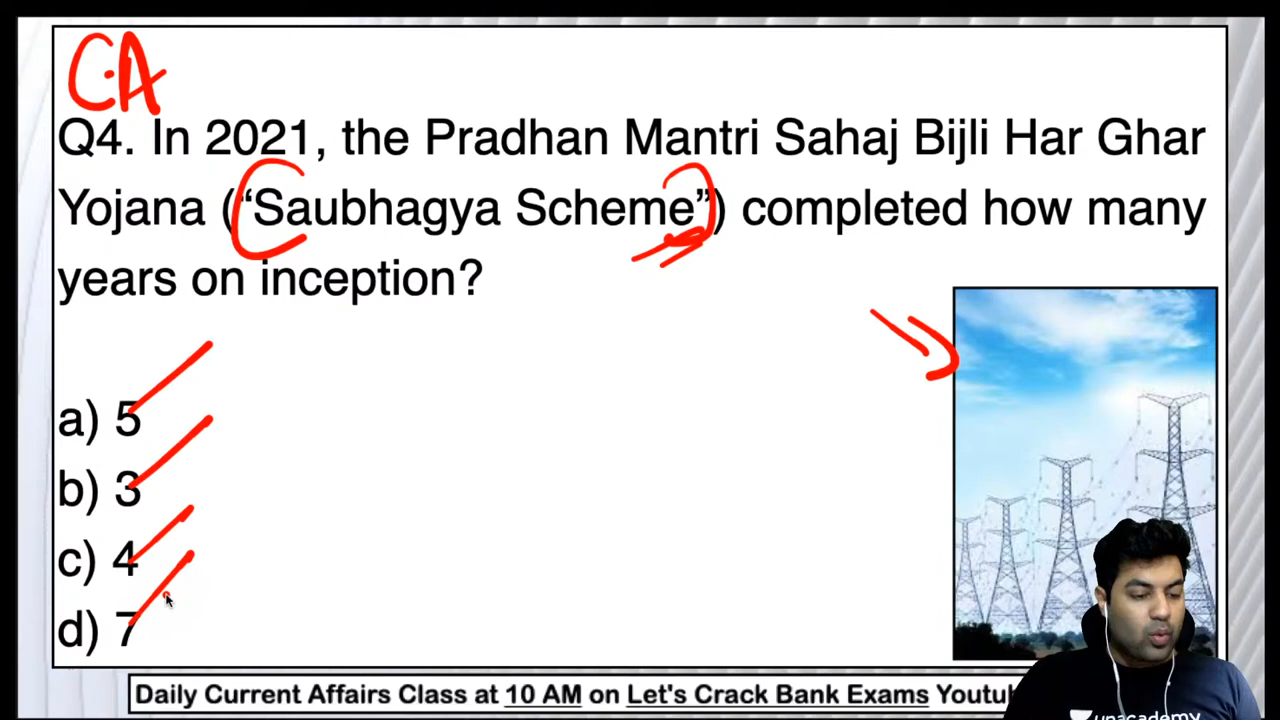 C.A
Q4. In 2021, the Pradhan Mantri Sahaj Bijli Har Ghar
Yojana (“Saubhagya Scheme”) completed how many
years on inception?
a) 5
b) 3
c) 4
d) 7
Daily Current Affairs Class at 10 AM on Let's Crack Bank Exams
unacademy